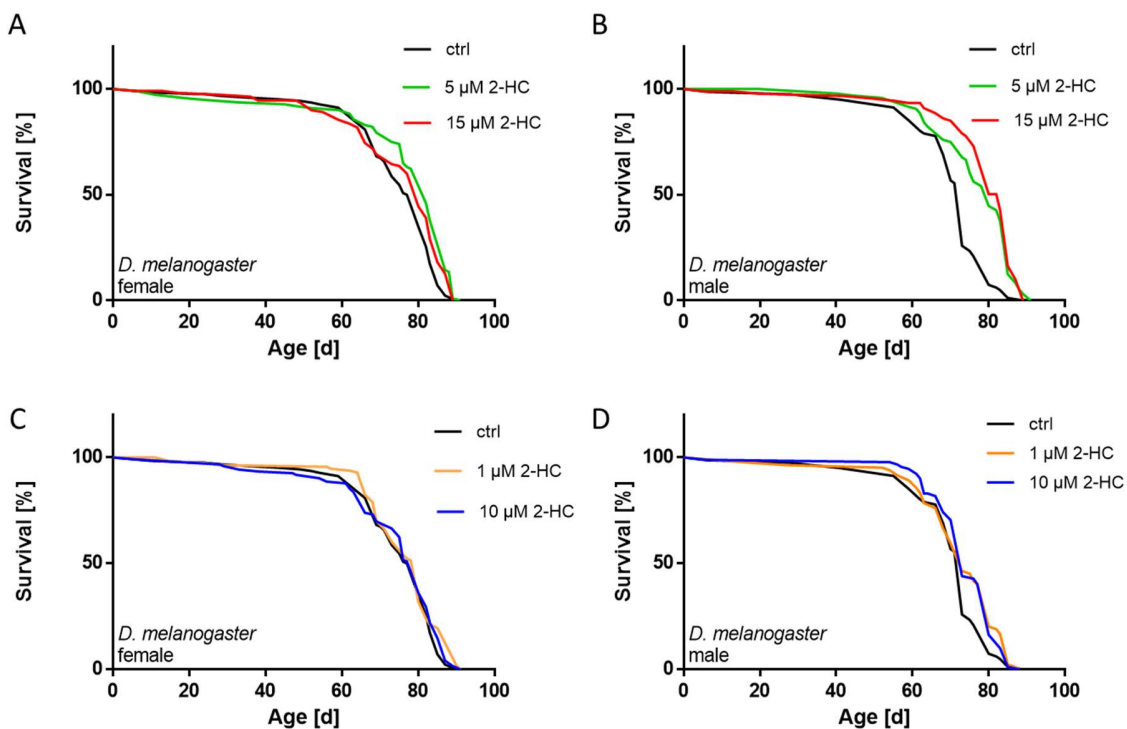 A
ctrl
5 µM 2-HC
15 µM 2-HC
Survival [%]
100
50
0
D. melanogaster
female
0 20 40 60 80 100
Age [d]
B
ctrl
5 µM 2-HC
15 µM 2-HC
Survival [%]
100
50
0
D. melanogaster
male
0 20 40 60 80 100
Age [d]
C
ctrl
1 µM 2-HC
10 µM 2-HC
Survival [%]
100
50
0
D. melanogaster
female
0 20 40 60 80 100
Age [d]
D
ctrl
1 µM 2-HC
10 µM 2-HC
Survival [%]
100
50
0
D. melanogaster
male
0 20 40 60 80 100
Age [d]